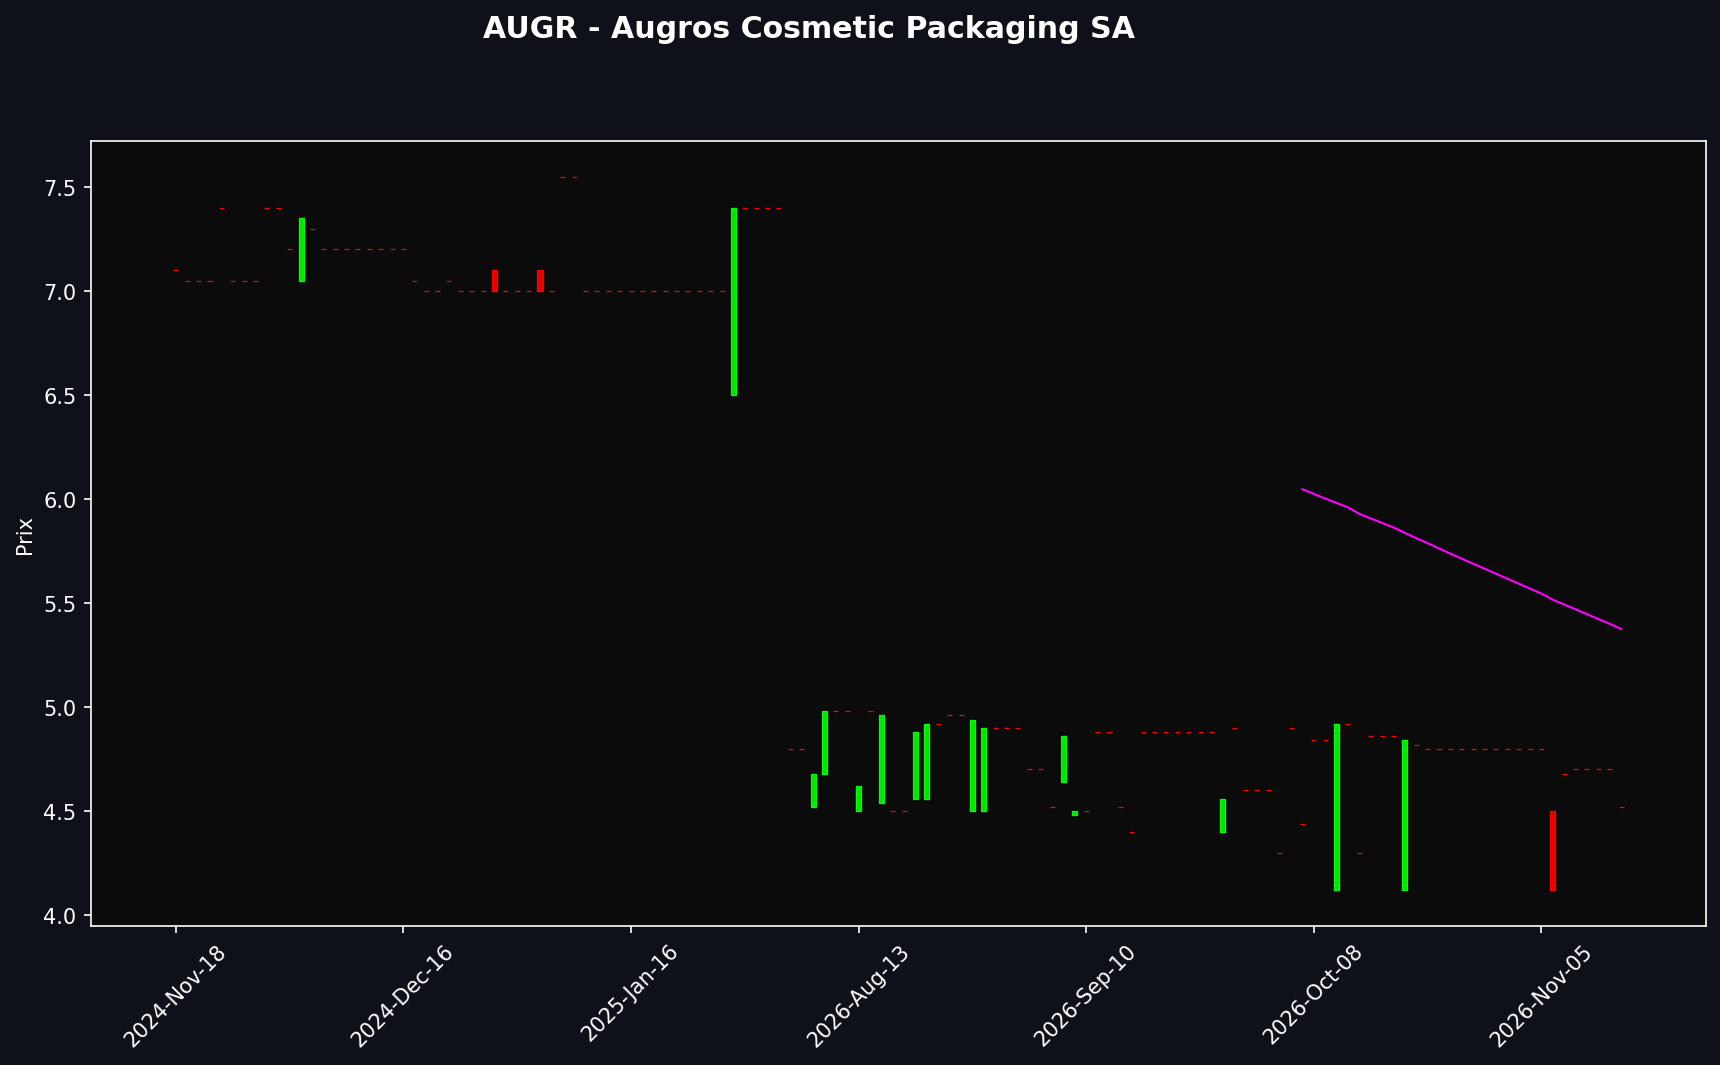 AUGR - Augros Cosmetic Packaging SA
Prix
7.5
7.0
6.5
6.0
5.5
5.0
4.5
4.0
2024-Nov-18
2024-Dec-16
2025-Jan-16
2026-Aug-13
2026-Sep-10
2026-Oct-08
2026-Nov-05